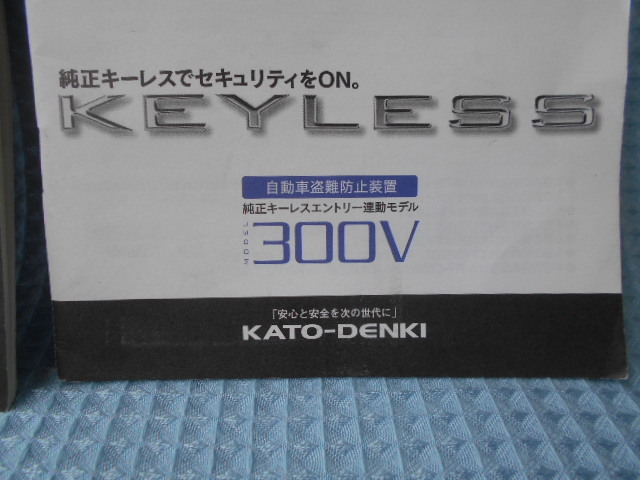 純正キーレスでセキュリティをON。
KEYLESS
自動車盗難防止装置
純正キーレスエントリー連動モデル
MODEL 300V
「安心と安全を次の世代に」
KATO-DENKI